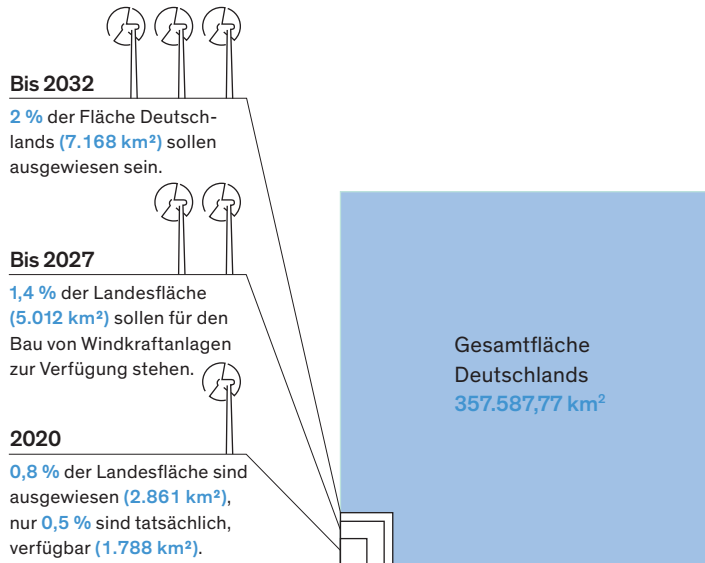 Bis 2032
2 % der Fläche Deutsch-
lands (7.168 km²) sollen
ausgewiesen sein.
Bis 2027
1,4 % der Landesfläche
(5.012 km²) sollen für den
Bau von Windkraftanlagen
zur Verfügung stehen.
2020
0,8 % der Landesfläche sind
ausgewiesen (2.861 km²),
nur 0,5 % sind tatsächlich,
verfügbar (1.788 km²).
Gesamtfläche
Deutschlands
357.587,77 km²